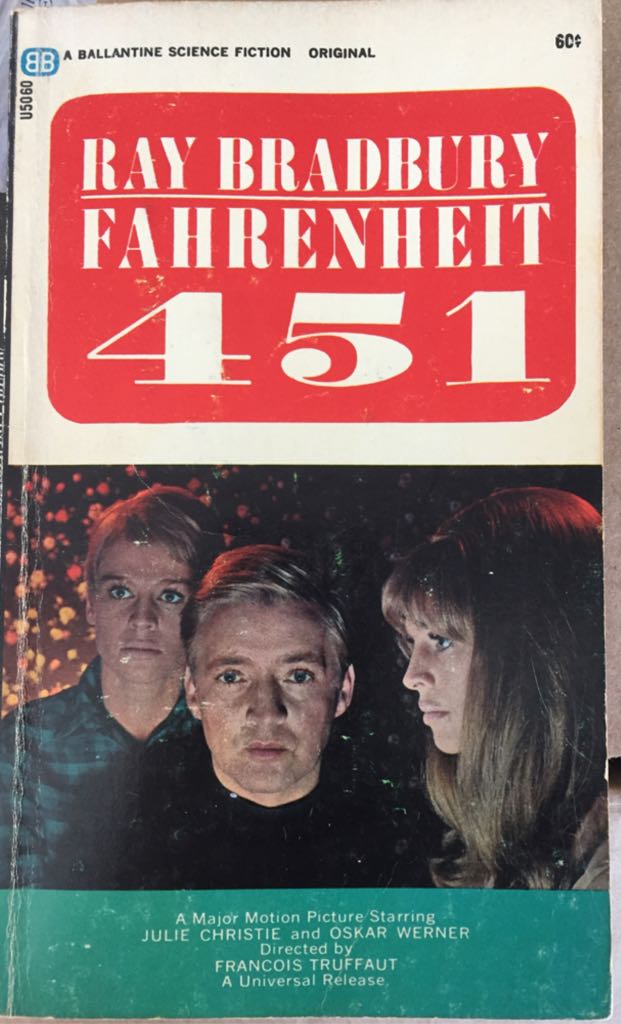 BB A BALLANTINE SCIENCE FICTION ORIGINAL 60¢
U5060
RAY BRADBURY
FAHRENHEIT
451
A Major Motion Picture Starring
JULIE CHRISTIE and OSKAR WERNER
Directed by
FRANCOIS TRUFFAUT
A Universal Release